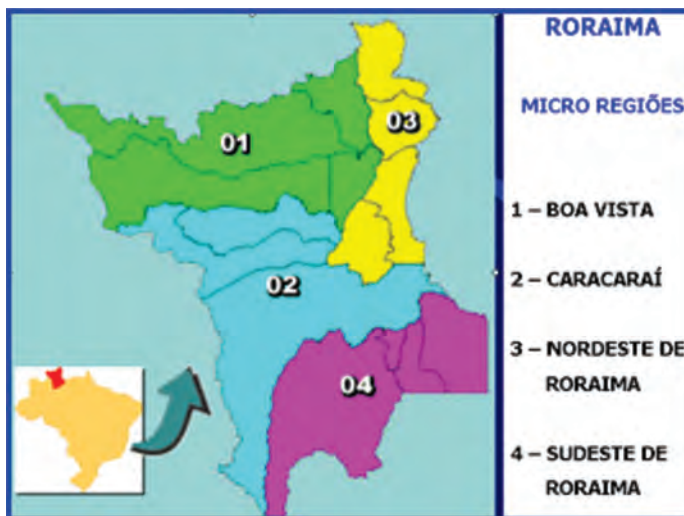 RORAIMA
MICRO REGIÕES
01
03
02
04
1 – BOA VISTA
2 – CARACARAÍ
3 – NORDESTE DE
RORAIMA
4 – SUDESTE DE
RORAIMA